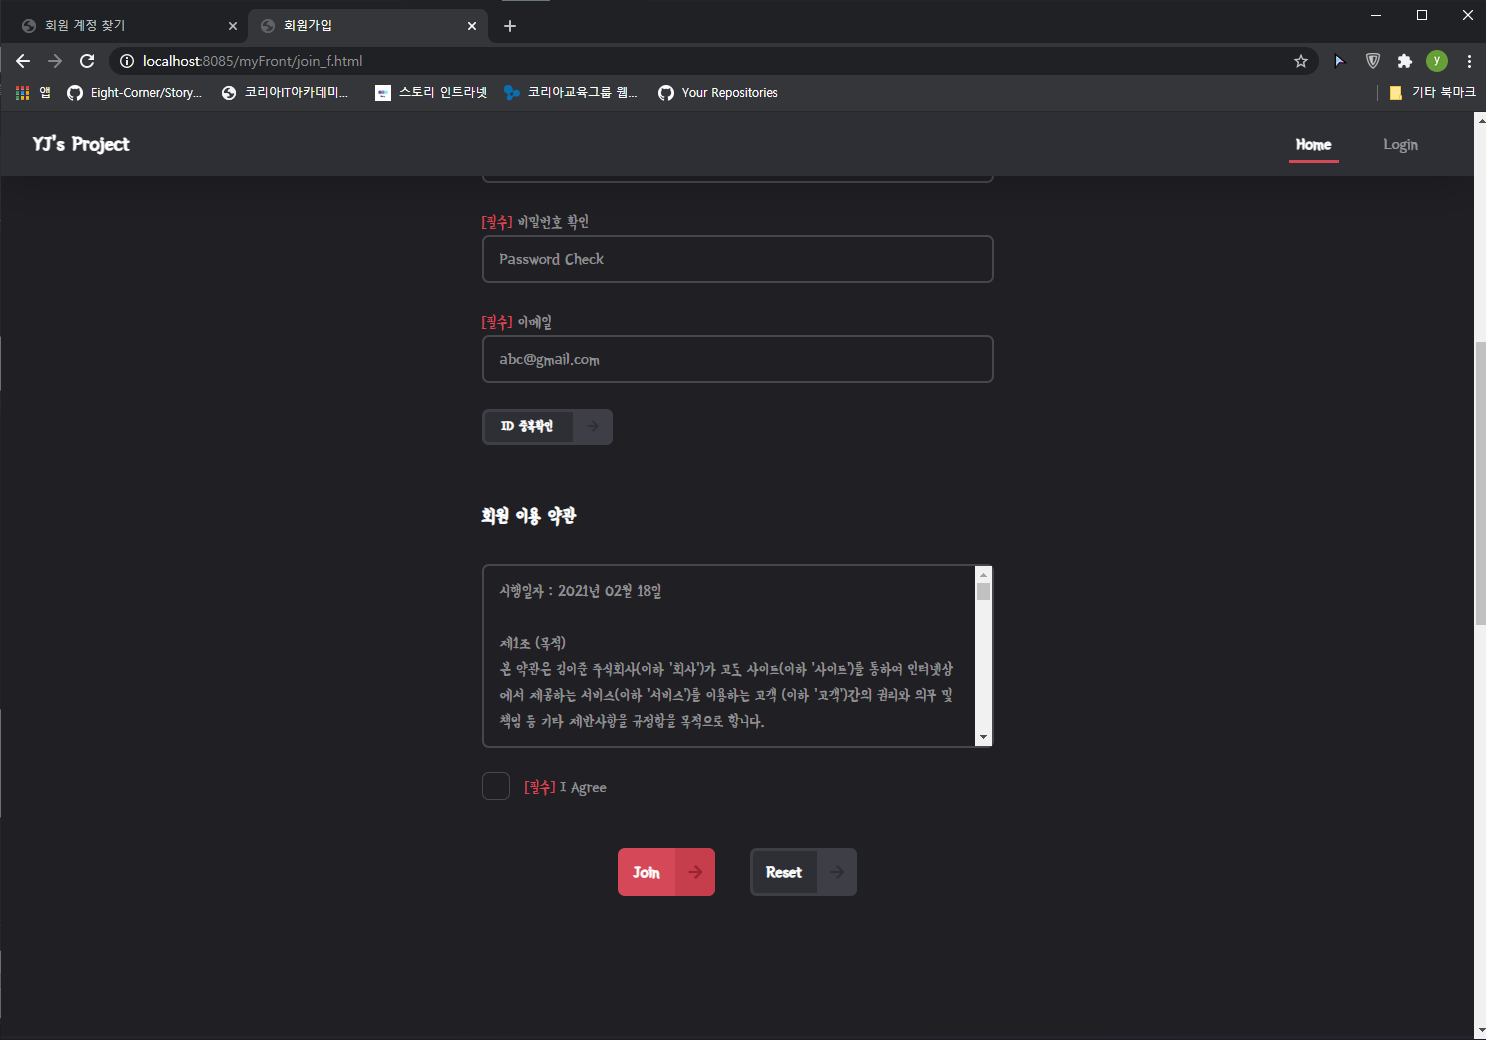 회원 계정 찾기
회원가입
localhost:8085/myFront/join_f.html
y
앱
Eight-Corner/Story...
코리아IT아카데미...
스토리 인트라넷
코리아교육그룹 웹...
Your Repositories
기타 북마크
YJ's Project
Home
Login
[필수] 비밀번호 확인
Password Check
[필수] 이메일
abc@gmail.com
ID 중복확인
회원 이용 약관
시행일자 : 2021년 02월 18일
제1조 (목적)
본 약관은 김이준 주식회사(이하 '회사')가 코도 사이트(이하 '사이트')를 통하여 인터넷상
에서 제공하는 서비스(이하 '서비스')를 이용하는 고객 (이하 '고객')간의 권리와 의무 및
책임 등 기타 제반사항을 규정함을 목적으로 합니다.
[필수] I Agree
Join
Reset